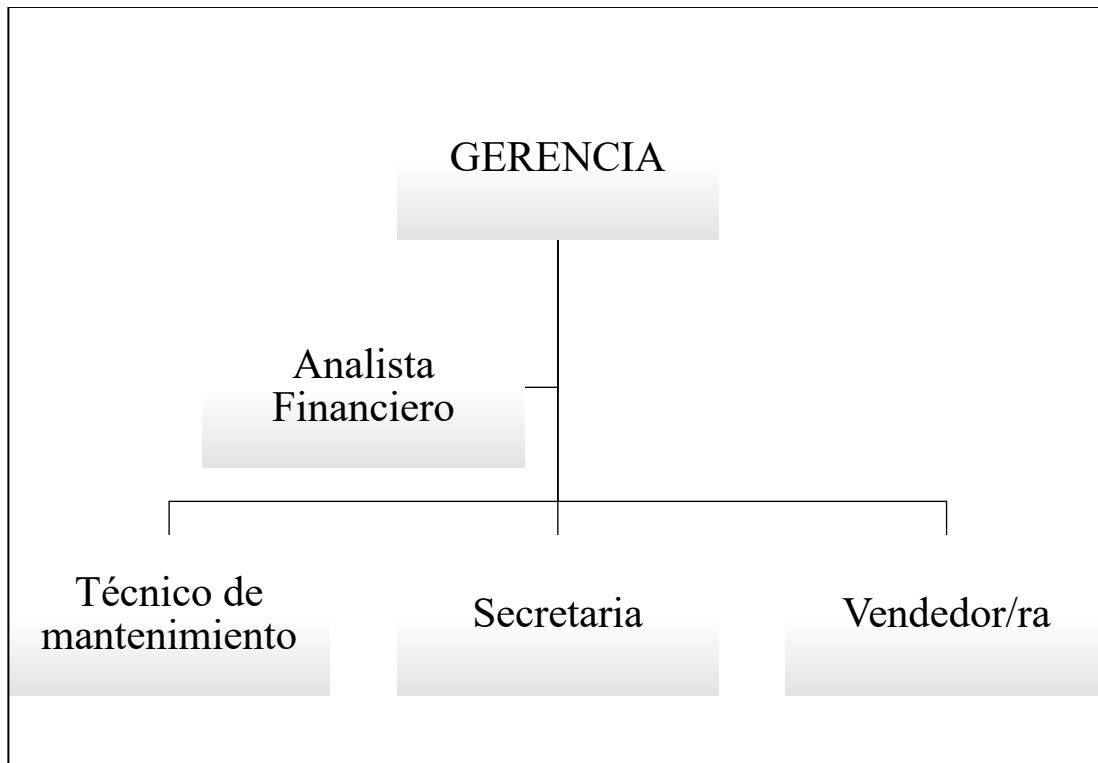 GERENCIA
Analista
Financiero
Técnico de
mantenimiento
Secretaria
Vendedor/ra